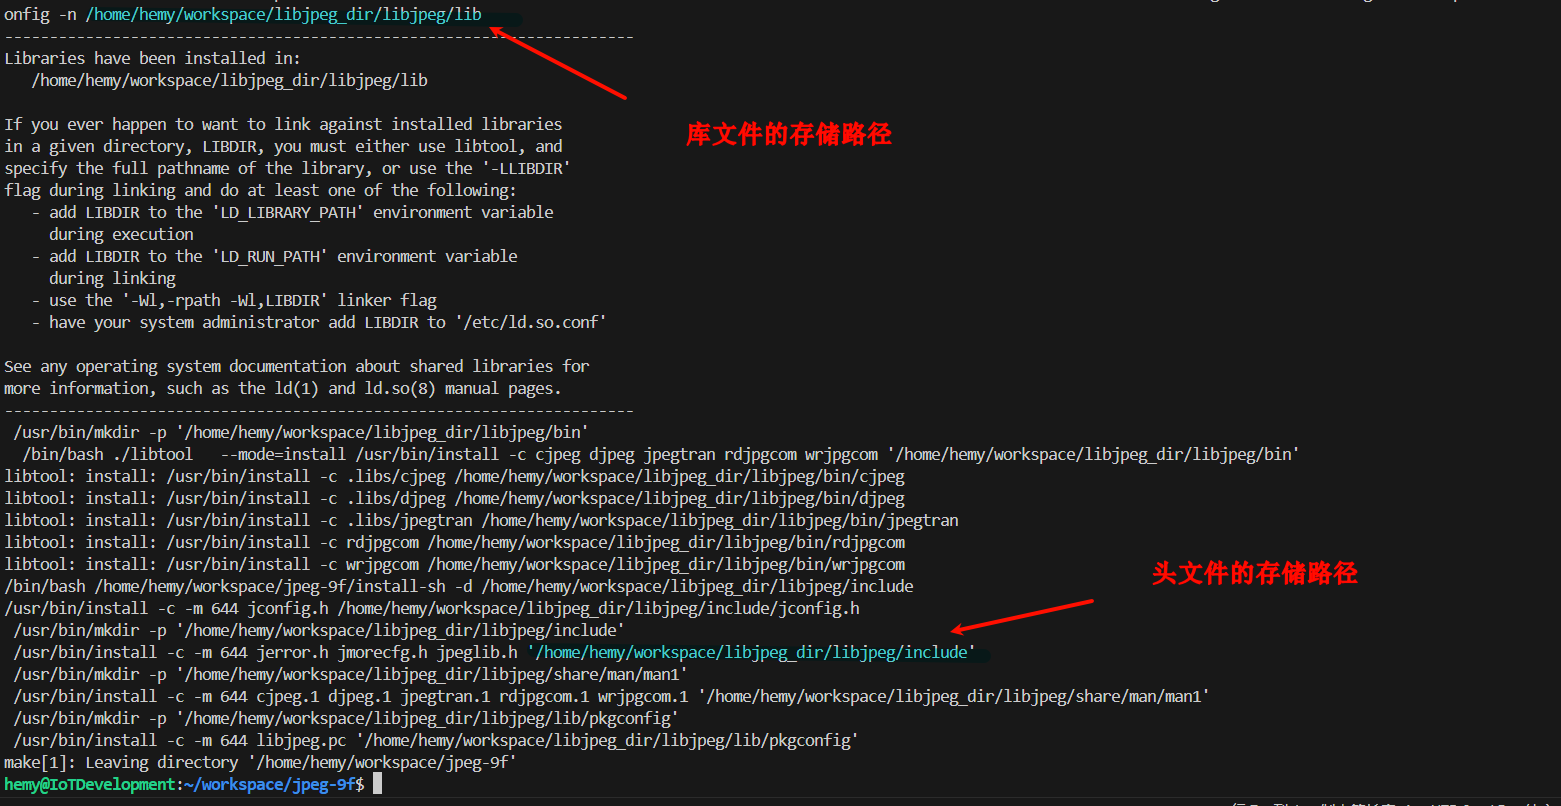 onfig -n /home/hemy/workspace/libjpeg_dir/libjpeg/lib
----------------------------------------------------------------------
Libraries have been installed in:
   /home/hemy/workspace/libjpeg_dir/libjpeg/lib
库文件的存储路径
If you ever happen to want to link against installed libraries
in a given directory, LIBDIR, you must either use libtool, and
specify the full pathname of the library, or use the '-LLIBDIR'
flag during linking and do at least one of the following:
   - add LIBDIR to the 'LD_LIBRARY_PATH' environment variable
     during execution
   - add LIBDIR to the 'LD_RUN_PATH' environment variable
     during linking
   - use the '-Wl,-rpath -Wl,LIBDIR' linker flag
   - have your system administrator add LIBDIR to '/etc/ld.so.conf'

See any operating system documentation about shared libraries for
more information, such as the ld(1) and ld.so(8) manual pages.
----------------------------------------------------------------------
 /usr/bin/mkdir -p '/home/hemy/workspace/libjpeg_dir/libjpeg/bin'
  /bin/bash ./libtool   --mode=install /usr/bin/install -c cjpeg djpeg jpegtran rdjpgcom wrjpgcom '/home/hemy/workspace/libjpeg_dir/libjpeg/bin'
libtool: install: /usr/bin/install -c .libs/cjpeg /home/hemy/workspace/libjpeg_dir/libjpeg/bin/cjpeg
libtool: install: /usr/bin/install -c .libs/djpeg /home/hemy/workspace/libjpeg_dir/libjpeg/bin/djpeg
libtool: install: /usr/bin/install -c .libs/jpegtran /home/hemy/workspace/libjpeg_dir/libjpeg/bin/jpegtran
libtool: install: /usr/bin/install -c rdjpgcom /home/hemy/workspace/libjpeg_dir/libjpeg/bin/rdjpgcom
libtool: install: /usr/bin/install -c wrjpgcom /home/hemy/workspace/libjpeg_dir/libjpeg/bin/wrjpgcom
头文件的存储路径
/bin/bash /home/hemy/workspace/jpeg-9f/install-sh -d /home/hemy/workspace/libjpeg_dir/libjpeg/include
/usr/bin/install -c -m 644 jconfig.h /home/hemy/workspace/libjpeg_dir/libjpeg/include/jconfig.h
 /usr/bin/mkdir -p '/home/hemy/workspace/libjpeg_dir/libjpeg/include'
 /usr/bin/install -c -m 644 jerror.h jmorecfg.h jpeglib.h '/home/hemy/workspace/libjpeg_dir/libjpeg/include'
 /usr/bin/mkdir -p '/home/hemy/workspace/libjpeg_dir/libjpeg/share/man/man1'
 /usr/bin/install -c -m 644 cjpeg.1 djpeg.1 jpegtran.1 rdjpgcom.1 wrjpgcom.1 '/home/hemy/workspace/libjpeg_dir/libjpeg/share/man/man1'
 /usr/bin/mkdir -p '/home/hemy/workspace/libjpeg_dir/libjpeg/lib/pkgconfig'
 /usr/bin/install -c -m 644 libjpeg.pc '/home/hemy/workspace/libjpeg_dir/libjpeg/lib/pkgconfig'
make[1]: Leaving directory '/home/hemy/workspace/jpeg-9f'
hemy@IoTDevelopment:~/workspace/jpeg-9f$